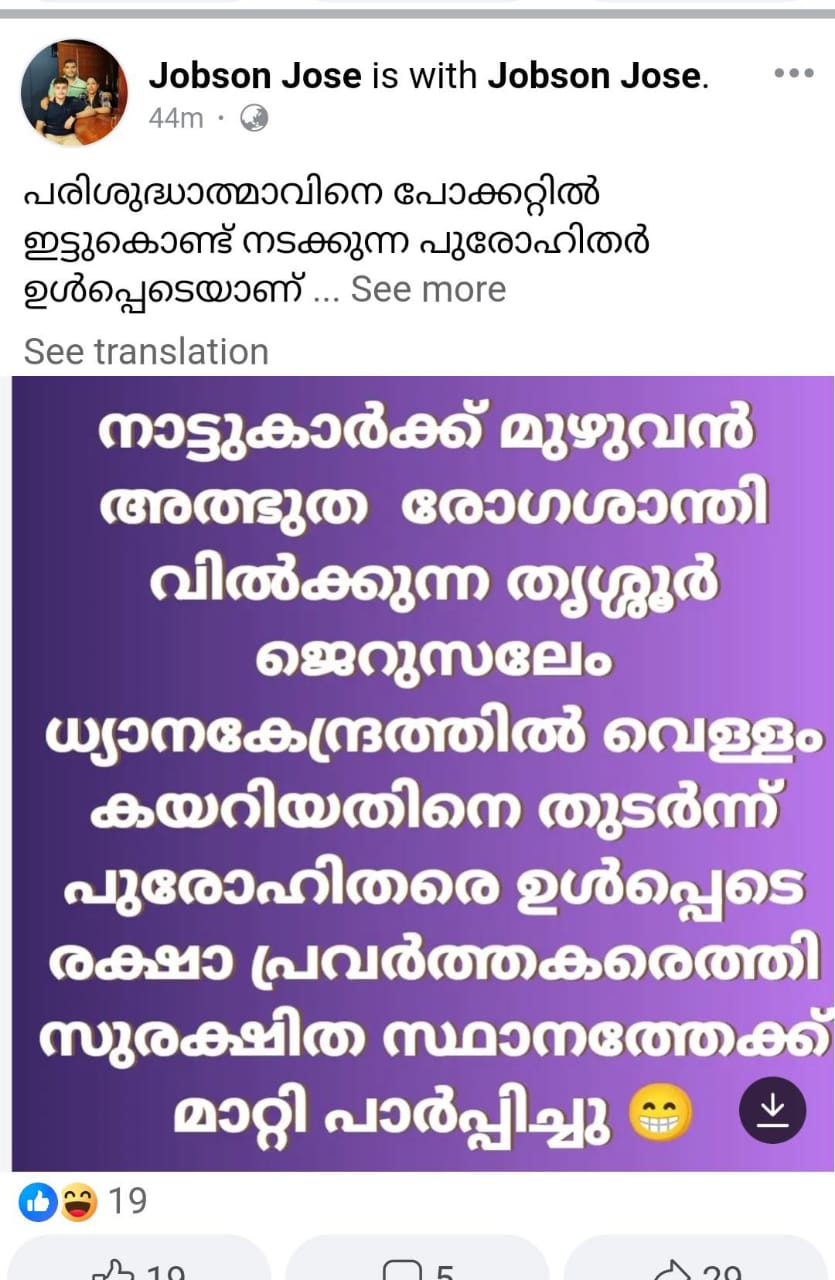 Jobson Jose is with Jobson Jose.
44m
പരിശുദ്ധാത്മാവിനെ പോക്കറ്റിൽ
ഇട്ടുകൊണ്ട് നടക്കുന്ന പുരോഹിതർ
ഉൾപ്പെടെയാണ് ... See more
See translation
നാട്ടുകാർക്ക് മുഴുവൻ
അത്ഭുത രോഗശാന്തി
വിൽക്കുന്ന തൃശ്ശൂർ
ജെറുസലേം
ധ്യാനകേന്ദ്രത്തിൽ വെള്ളം
കയറിയതിനെ തുടർന്ന്
പുരോഹിതരെ ഉൾപ്പെടെ
രക്ഷാ പ്രവർത്തകരെത്തി
സുരക്ഷിത സ്ഥാനത്തേക്ക്
മാറ്റി പാർപ്പിച്ചു 😁
19
19 5 29